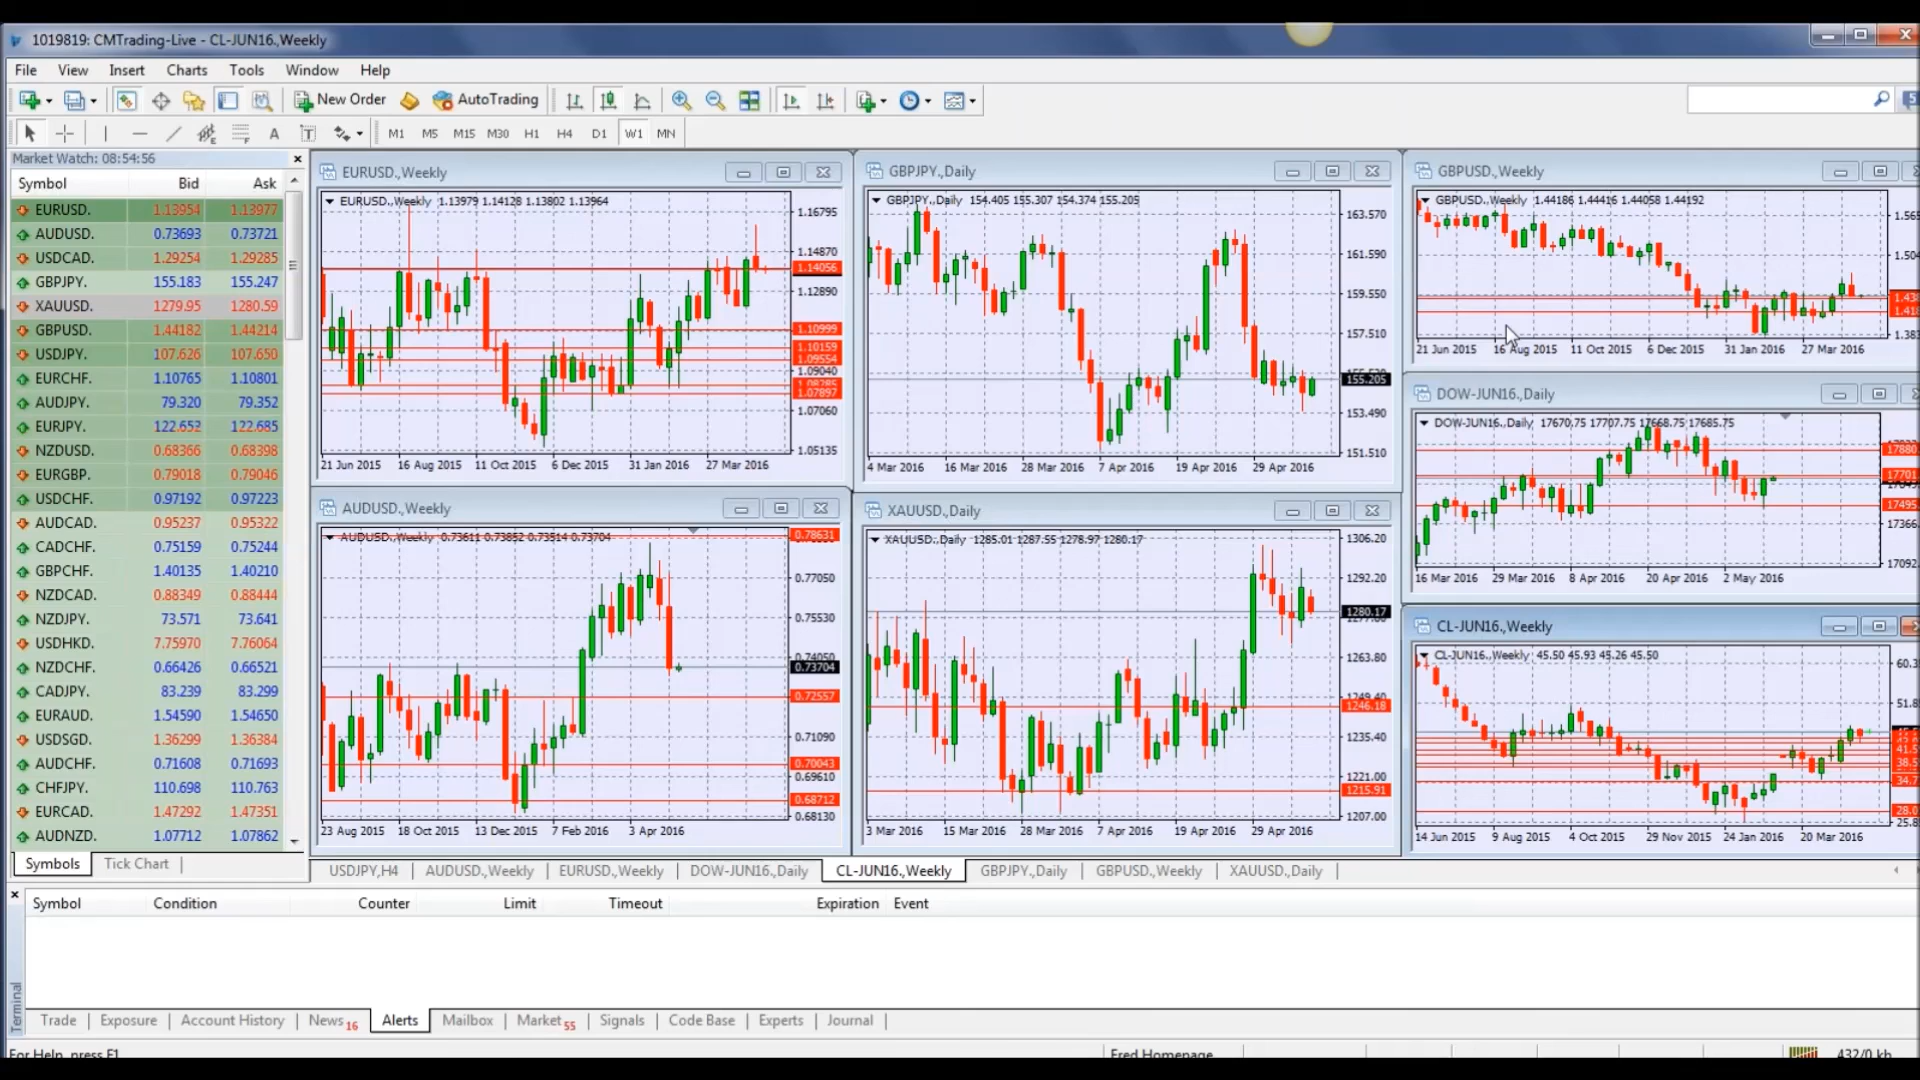 1019819: CMTrading-Live - CL-JUN16.,Weekly
File View Insert Charts Tools Window Help
New Order AutoTrading
5
A T M1 M5 M15 M30 H1 H4 D1 W1 MN
Market Watch: 08:54:56
Symbol Bid Ask
EURUSD. 1.13954 1.13977
AUDUSD. 0.73693 0.73721
USDCAD. 1.29254 1.29285
GBPJPY. 155.183 155.247
XAUUSD. 1279.95 1280.59
GBPUSD. 1.44182 1.44214
USDJPY. 107.626 107.650
EURCHF. 1.10765 1.10801
AUDJPY. 79.320 79.352
EURJPY. 122.652 122.685
NZDUSD. 0.68366 0.68398
EURGBP. 0.79018 0.79046
USDCHF. 0.97192 0.97223
AUDCAD. 0.95237 0.95322
CADCHF. 0.75159 0.75244
GBPCHF. 1.40135 1.40210
NZDCAD. 0.88349 0.88444
NZDJPY. 73.571 73.641
USDHKD. 7.75970 7.76064
NZDCHF. 0.66426 0.66521
CADJPY. 83.239 83.299
EURAUD. 1.54590 1.54650
USDSGD. 1.36299 1.36384
AUDCHF. 0.71608 0.71693
CHFJPY. 110.698 110.763
EURCAD. 1.47292 1.47351
AUDNZD. 1.07712 1.07862
Symbols Tick Chart
EURUSD.,Weekly
EURUSD.,Weekly 1.13979 1.14128 1.13802 1.13964
1.16795
1.14870
1.14056
1.12890
1.10999
1.10159
1.09554
1.09040
1.08285
1.07897
1.07060
1.05135
21 Jun 2015 16 Aug 2015 11 Oct 2015 6 Dec 2015 31 Jan 2016 27 Mar 2016
GBPJPY.,Daily
GBPJPY.,Daily 154.405 155.307 154.374 155.205
163.570
161.590
159.550
157.510
155.205
153.490
151.510
4 Mar 2016 16 Mar 2016 28 Mar 2016 7 Apr 2016 19 Apr 2016 29 Apr 2016
GBPUSD.,Weekly
GBPUSD.,Weekly 1.44186 1.44416 1.44058 1.44192
21 Jun 2015 16 Aug 2015 11 Oct 2015 6 Dec 2015 31 Jan 2016 27 Mar 2016
DOW-JUN16.,Daily
DOW-JUN16.,Daily 17670.75 17707.75 17668.75 17685.75
17880
17701
17495
17366
17092
16 Mar 2016 29 Mar 2016 8 Apr 2016 20 Apr 2016 2 May 2016
AUDUSD.,Weekly
AUDUSD.,Weekly 0.73611 0.73852 0.73514 0.73704
0.78631
0.77050
0.75530
0.74050
0.73704
0.72557
0.71090
0.70043
0.69610
0.68712
0.68130
23 Aug 2015 18 Oct 2015 13 Dec 2015 7 Feb 2016 3 Apr 2016
XAUUSD.,Daily
XAUUSD.,Daily 1285.01 1287.55 1278.97 1280.17
1306.20
1292.20
1280.17
1263.80
1249.40
1246.18
1235.40
1221.00
1215.91
1207.00
3 Mar 2016 15 Mar 2016 28 Mar 2016 7 Apr 2016 19 Apr 2016 29 Apr 2016
CL-JUN16.,Weekly
CL-JUN16.,Weekly 45.50 45.93 45.26 45.50
14 Jun 2015 9 Aug 2015 4 Oct 2015 29 Nov 2015 24 Jan 2016 20 Mar 2016
USDJPY,H4 AUDUSD.,Weekly EURUSD.,Weekly DOW-JUN16.,Daily CL-JUN16.,Weekly GBPJPY.,Daily GBPUSD.,Weekly XAUUSD.,Daily
Symbol Condition Counter Limit Timeout Expiration Event
Terminal
Trade Exposure Account History News 16 Alerts Mailbox Market 55 Signals Code Base Experts Journal
For Help, press F1 Fred Homepage 432/0 kb